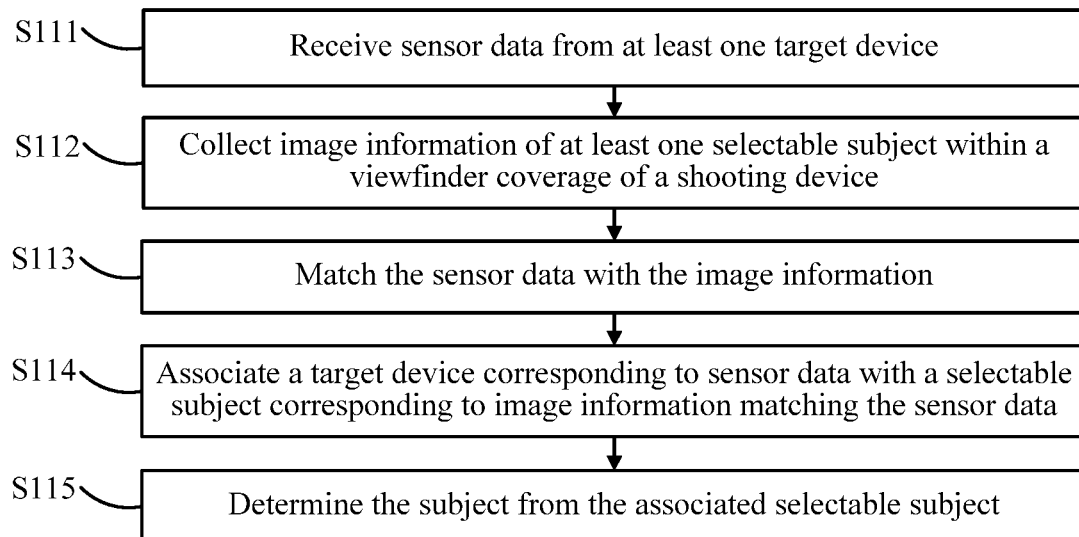 S111
Receive sensor data from at least one target device
S112
Collect image information of at least one selectable subject within a
viewfinder coverage of a shooting device
S113
Match the sensor data with the image information
S114
Associate a target device corresponding to sensor data with a selectable
subject corresponding to image information matching the sensor data
S115
Determine the subject from the associated selectable subject